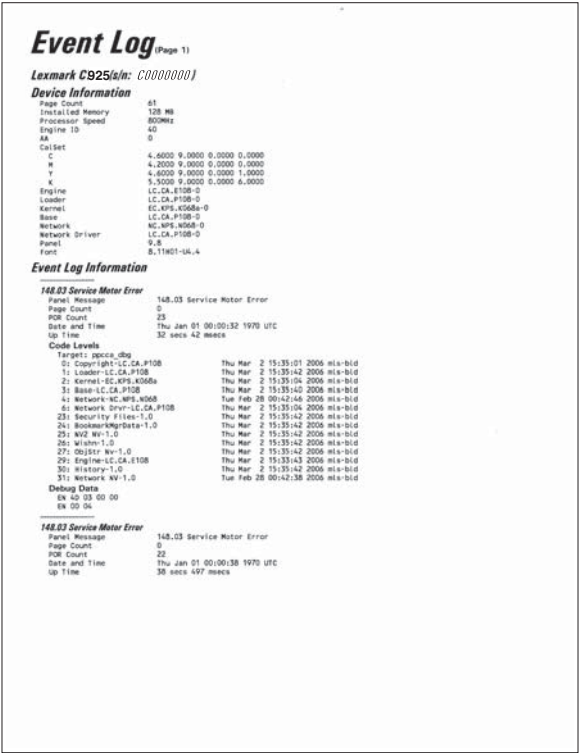 Event Log (Page 1)
Lexmark C925(s/n: C0000000)
Device Information
Page Count 61
Installed Memory 128 MB
Processor Speed 800MHz
Engine ID 40
AA 0
CalSet
C 4.6000 9.0000 0.0000 0.0000
M 4.2000 9.0000 0.0000 0.0000
Y 4.6000 9.0000 0.0000 1.0000
K 5.5000 9.0000 0.0000 6.0000
Engine LC.CA.E108-0
Loader LC.CA.P108-0
Kernel EC.KPS.K068a-0
Base LC.CA.P108-0
Network NC.NPS.N068-0
Network Driver LC.CA.P108-0
Panel 9.8
Font 8.11H01-U4.4
Event Log Information
148.03 Service Motor Error
Panel Message 148.03 Service Motor Error
Page Count 0
POR Count 23
Date and Time Thu Jan 01 00:00:32 1970 UTC
Up Time 32 secs 42 msecs
Code Levels
Target: ppcca_dbg
0: Copyright-LC.CA.P108 Thu Mar 2 15:35:01 2006 mls-bld
1: Loader-LC.CA.P108 Thu Mar 2 15:35:42 2006 mls-bld
2: Kernel-EC.KPS.K068a Thu Mar 2 15:35:04 2006 mls-bld
3: Base-LC.CA.P108 Thu Mar 2 15:35:40 2006 mls-bld
4: Network-NC.NPS.N068 Tue Feb 28 00:42:46 2006 mls-bld
6: Network Drvr-LC.CA.P108 Thu Mar 2 15:35:04 2006 mls-bld
23: Security Files-1.0 Thu Mar 2 15:35:42 2006 mls-bld
24: BookmarkMgrData-1.0 Thu Mar 2 15:35:42 2006 mls-bld
25: NV2 NV-1.0 Thu Mar 2 15:35:42 2006 mls-bld
26: Wishn-1.0 Thu Mar 2 15:35:42 2006 mls-bld
27: ObjStr Nv-1.0 Thu Mar 2 15:35:42 2006 mls-bld
29: Engine-LC.CA.E108 Thu Mar 2 15:33:43 2006 mls-bld
30: History-1.0 Thu Mar 2 15:35:42 2006 mls-bld
31: Network NV-1.0 Tue Feb 28 00:42:38 2006 mls-bld
Debug Data
EN 4D 03 00 00
EN 00 04
148.03 Service Motor Error
Panel Message 148.03 Service Motor Error
Page Count 0
POR Count 22
Date and Time Thu Jan 01 00:00:38 1970 UTC
Up Time 38 secs 497 msecs